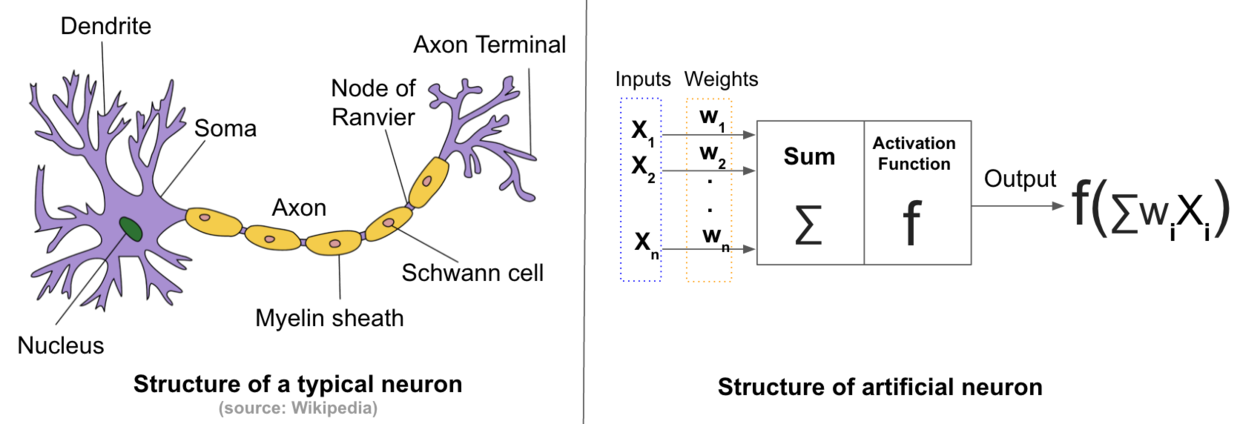 Dendrite
Axon Terminal
Node of
Ranvier
Soma
Axon
Schwann cell
Myelin sheath
Nucleus
Structure of a typical neuron
(source: Wikipedia)
Inputs Weights
X1 w1
X2 w2
.
.
Xn wn
Sum
∑
Activation
Function
f
Output
f(∑wiXi)
Structure of artificial neuron